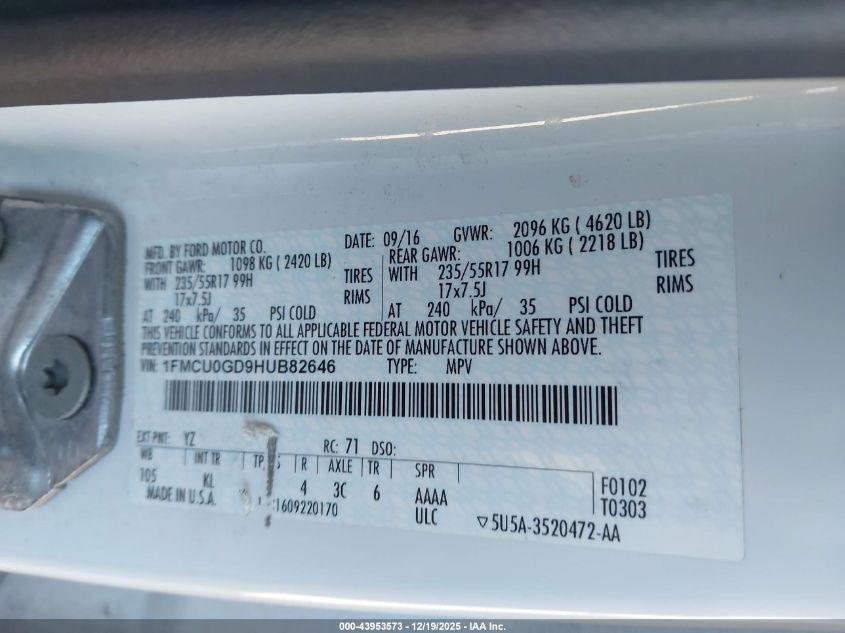 MFD. BY FORD MOTOR CO. DATE: 09/16 GVWR: 2096 KG ( 4620 LB)
FRONT GAWR: 1098 KG ( 2420 LB) REAR GAWR: 1006 KG ( 2218 LB)
WITH 235/55R17 99H TIRES WITH 235/55R17 99H TIRES
17x7.5J RIMS 17x7.5J RIMS
AT 240 kPa/ 35 PSI COLD AT 240 kPa/ 35 PSI COLD
THIS VEHICLE CONFORMS TO ALL APPLICABLE FEDERAL MOTOR VEHICLE SAFETY AND THEFT
PREVENTION STANDARDS IN EFFECT ON THE DATE OF MANUFACTURE SHOWN ABOVE.
VIN: 1FMCU0GD9HUB82646 TYPE: MPV
EXT PNT: YZ RC: 71 DSO:
WB INT TR R AXLE TR SPR
105 KL 4 3C 6 AAAA F0102
MADE IN U.S.A. 1609220170 ULC T0303
5U5A-3520472-AA
000-43953573 - 12/19/2025 - IAA Inc.